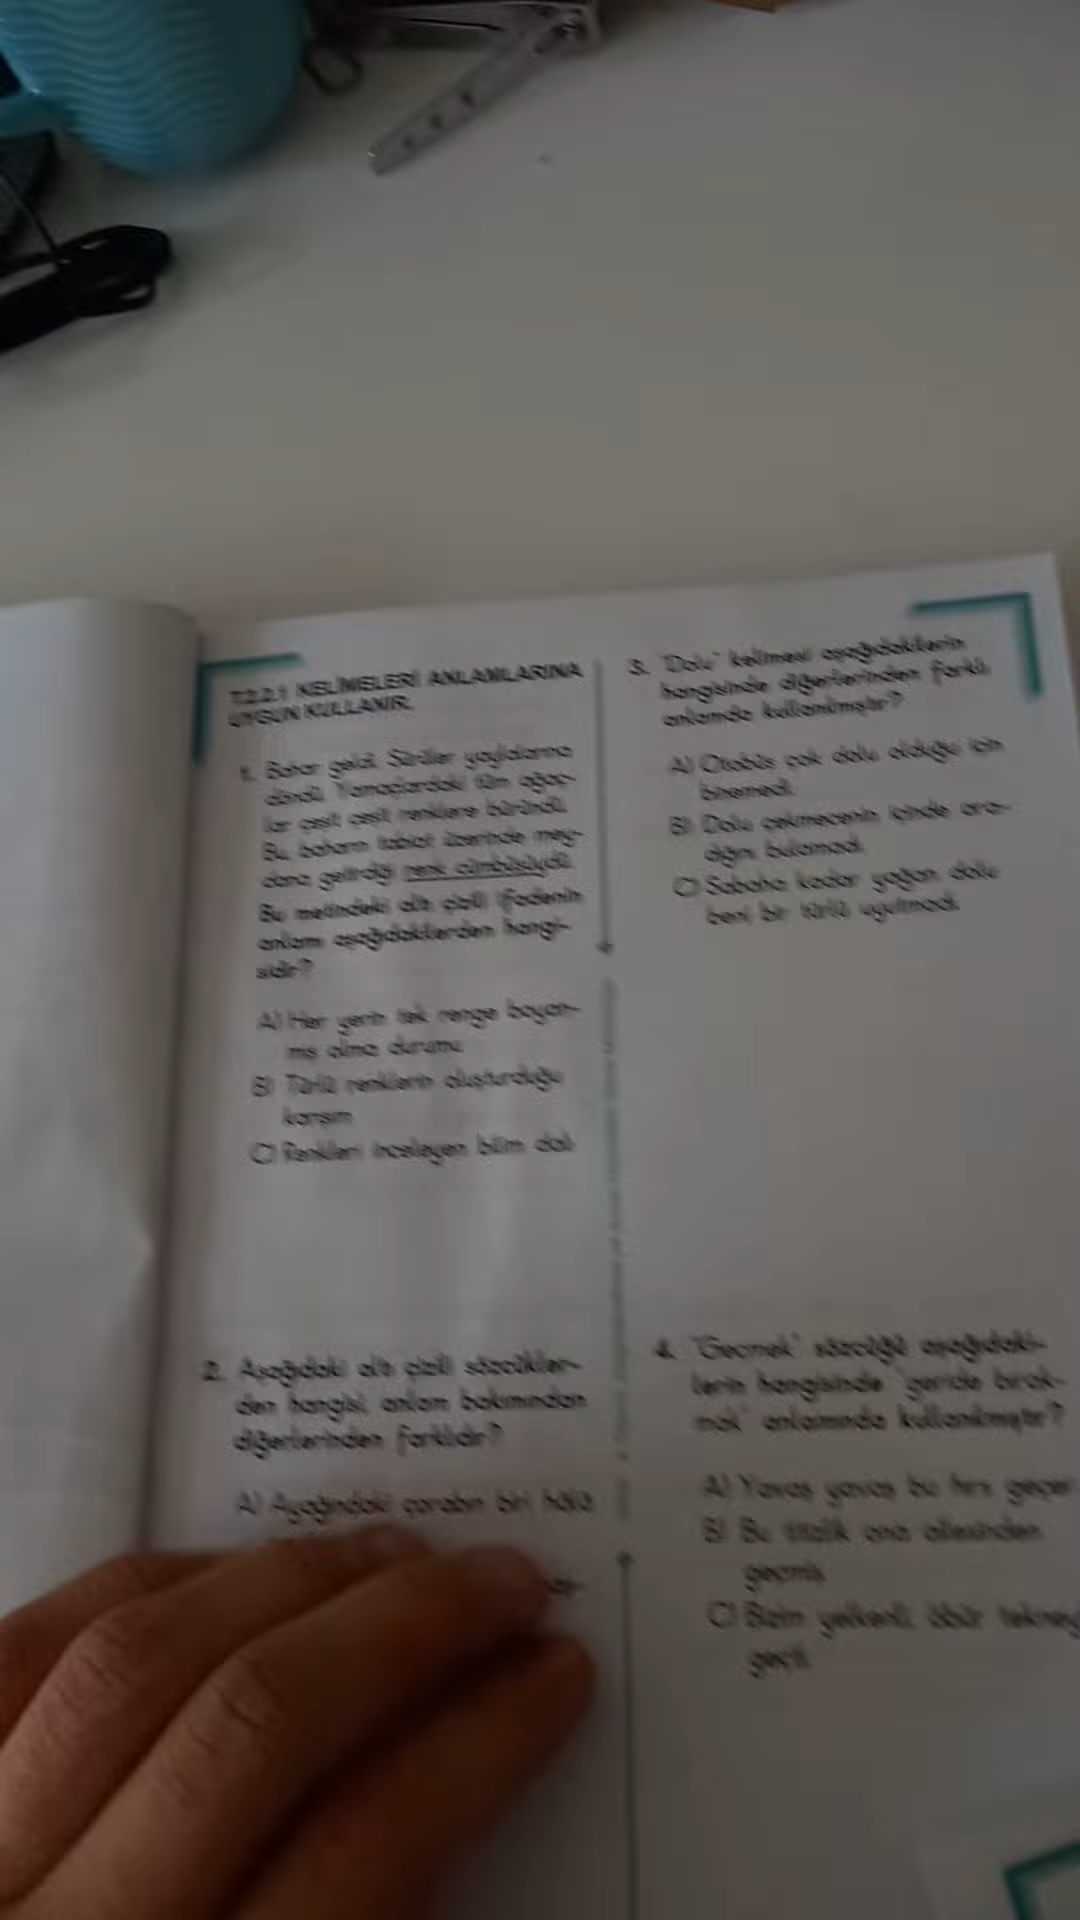 T.2.2.1 KELİMELERİ ANLAMLARINA
UYGUN KULLANIR.
1. Bahar geldi. Sürüler yaylalarına
döndü. Yamaçlardaki tüm ağaç-
lar çeşit çeşit renklere büründü.
Bu, baharın tabiat üzerinde mey-
dana getirdiği renk cümbüşüydü.
Bu metindeki altı çizili ifadenin
anlamı aşağıdakilerden hangi-
sidir?
A) Her yerin tek renge boyan-
mış olma durumu
B) Türlü renklerin oluşturduğu
karışım
C) Renkleri inceleyen bilim dalı
2. Aşağıdaki altı çizili sözcükler-
den hangisi, anlam bakımından
diğerlerinden farklıdır?
A) Ayağındaki çorabın biri hâlâ
3. "Dolu" kelimesi aşağıdakilerin
hangisinde diğerlerinden farklı
anlamda kullanılmıştır?
A) Otobüs çok dolu olduğu için
binemedi.
B) Dolu çekmecenin içinde ara-
dığını bulamadı.
C) Sabaha kadar yağan dolu
beni bir türlü uyutmadı.
4. "Geçmek" sözcüğü aşağıdaki-
lerin hangisinde "geride bırak-
mak" anlamında kullanılmıştır?
A) Yavaş yavaş bu hırs geçer
B) Bu titizlik ona ailesinden
geçmiş.
C) Bizim yelkenli, öbür
geçti.